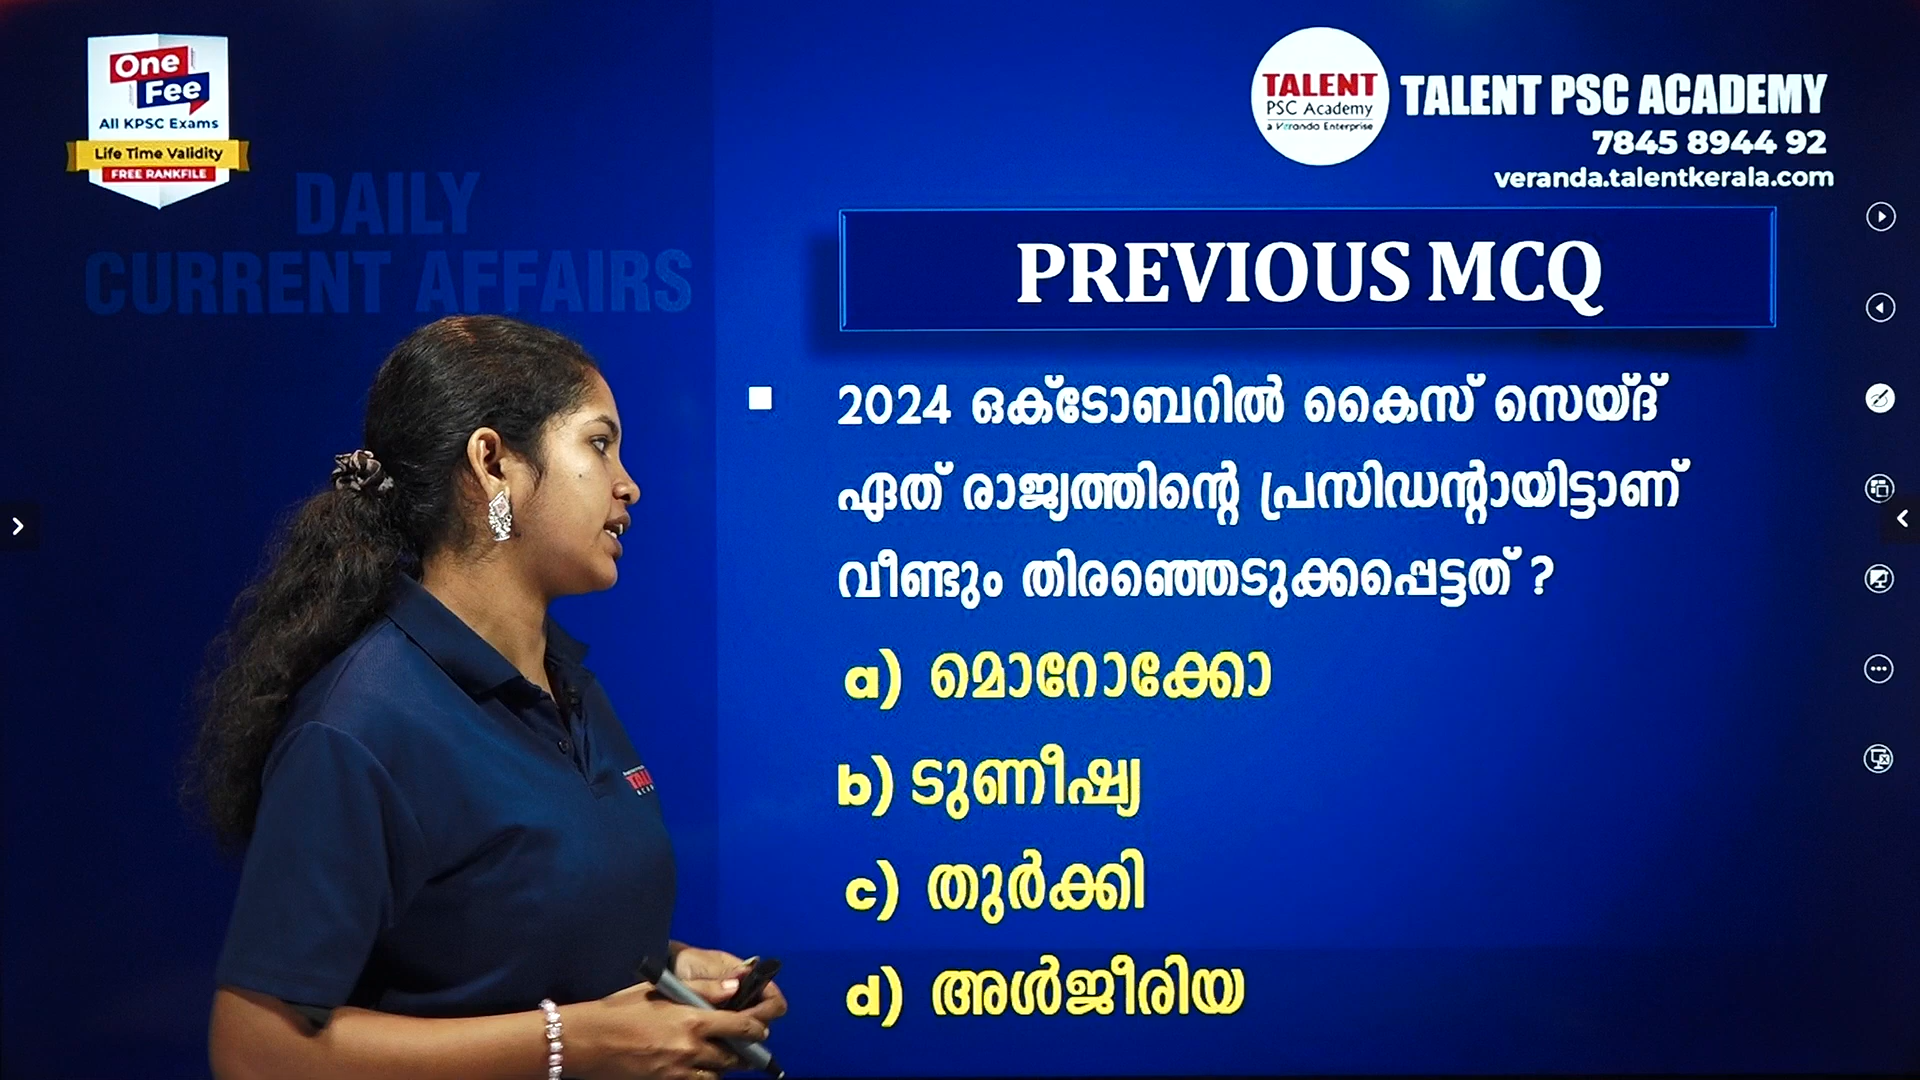 One
Fee
All KPSC Exams
Life Time Validity
FREE RANKFILE
DAILY
CURRENT AFFAIRS
TALENT
PSC Academy
a Veranda Enterprise
TALENT PSC ACADEMY
7845 8944 92
veranda.talentkerala.com
PREVIOUS MCQ
2024 ഒക്ടോബറിൽ കൈസ് സെയ്ദ്
ഏത് രാജ്യത്തിന്റെ പ്രസിഡന്റായിട്ടാണ്
വീണ്ടും തിരഞ്ഞെടുക്കപ്പെട്ടത് ?
a) മൊറോക്കോ
b) ടുണീഷ്യ
c) തുർക്കി
d) അൾജീരിയ